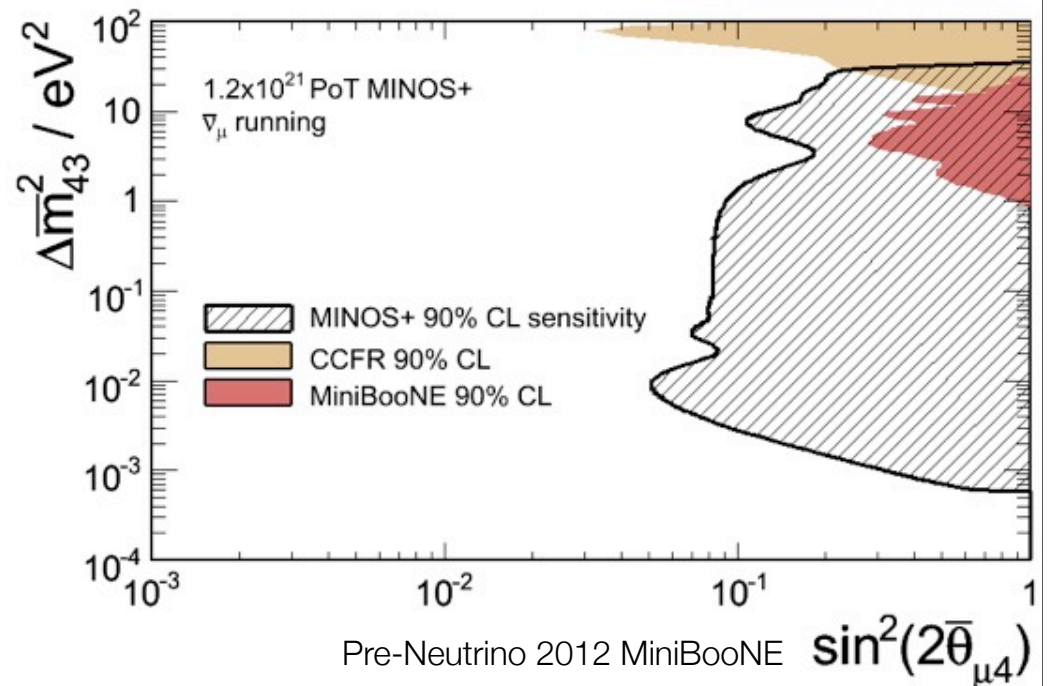 Δm̅²₄₃ / eV²
10²
10
1
10⁻¹
10⁻²
10⁻³
10⁻⁴
1.2x10²¹ PoT MINOS+
ν̅μ running
MINOS+ 90% CL sensitivity
CCFR 90% CL
MiniBooNE 90% CL
10⁻³ 10⁻² 10⁻¹ 1
Pre-Neutrino 2012 MiniBooNE sin²(2θ̅μ4)